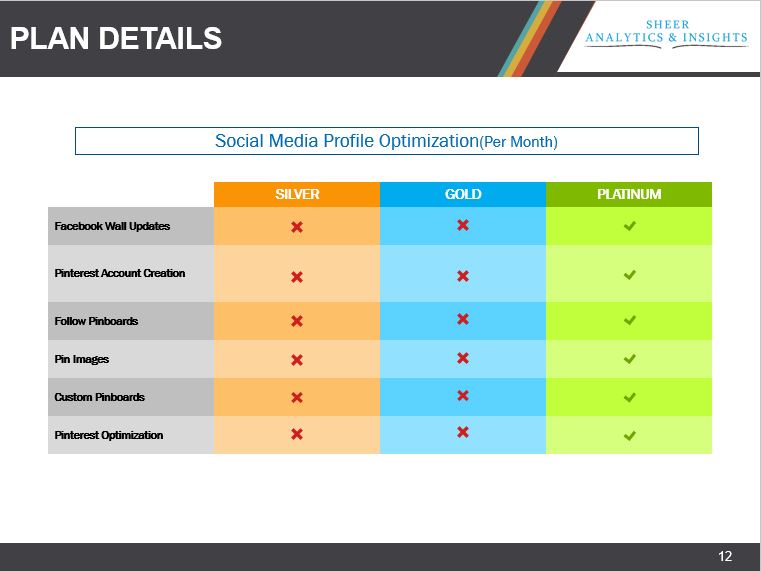 PLAN DETAILS
SHEER
ANALYTICS & INSIGHTS
Social Media Profile Optimization(Per Month)
SILVER GOLD PLATINUM
Facebook Wall Updates
Pinterest Account Creation
Follow Pinboards
Pin Images
Custom Pinboards
Pinterest Optimization
12